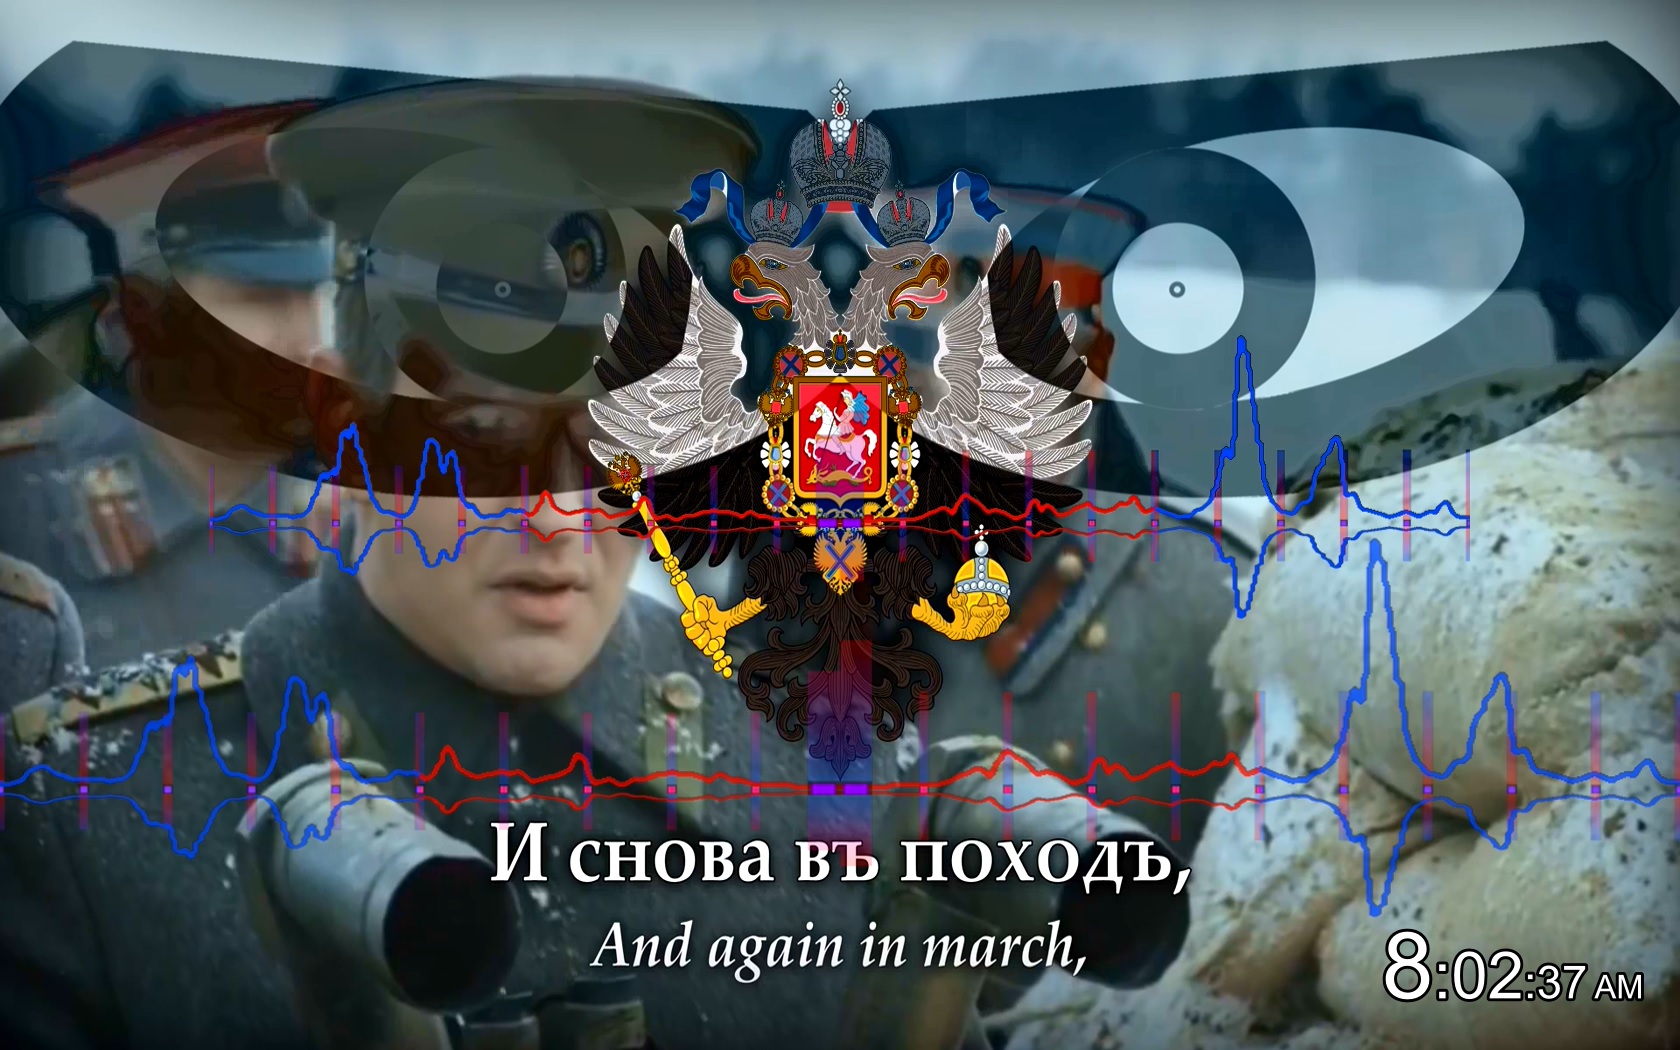 И снова въ походъ,
And again in march,
8:02:37 AM